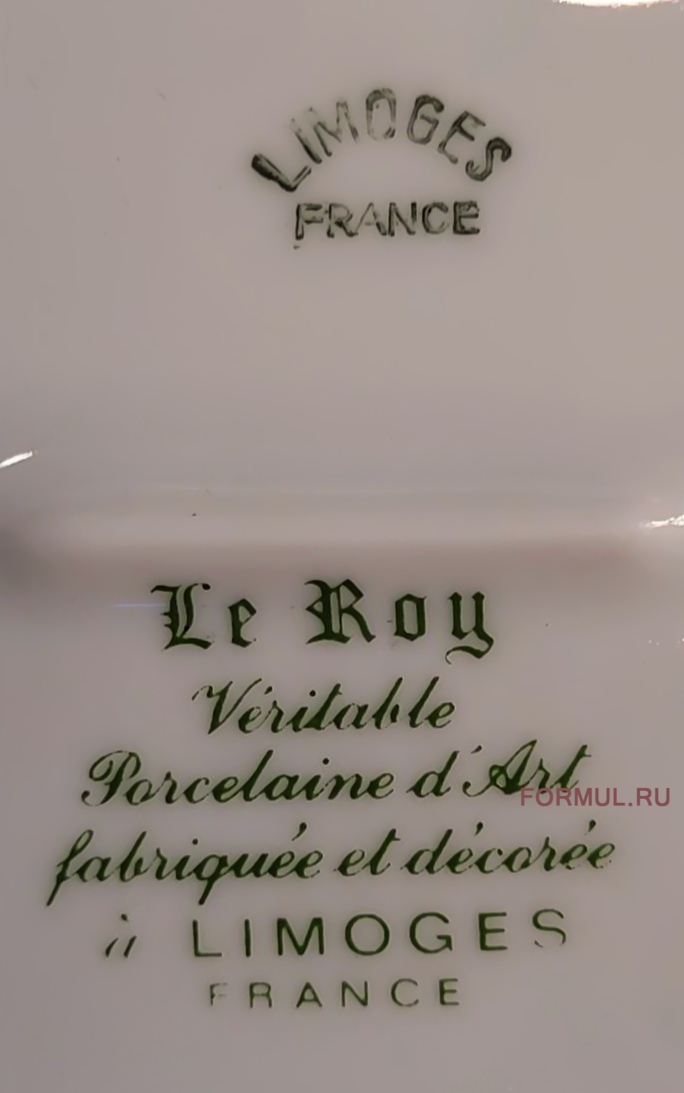 LIMOGES
FRANCE
Le Roy
Véritable
Porcelaine d'Art
FORMUL.RU
fabriquée et décorée
à LIMOGES
FRANCE